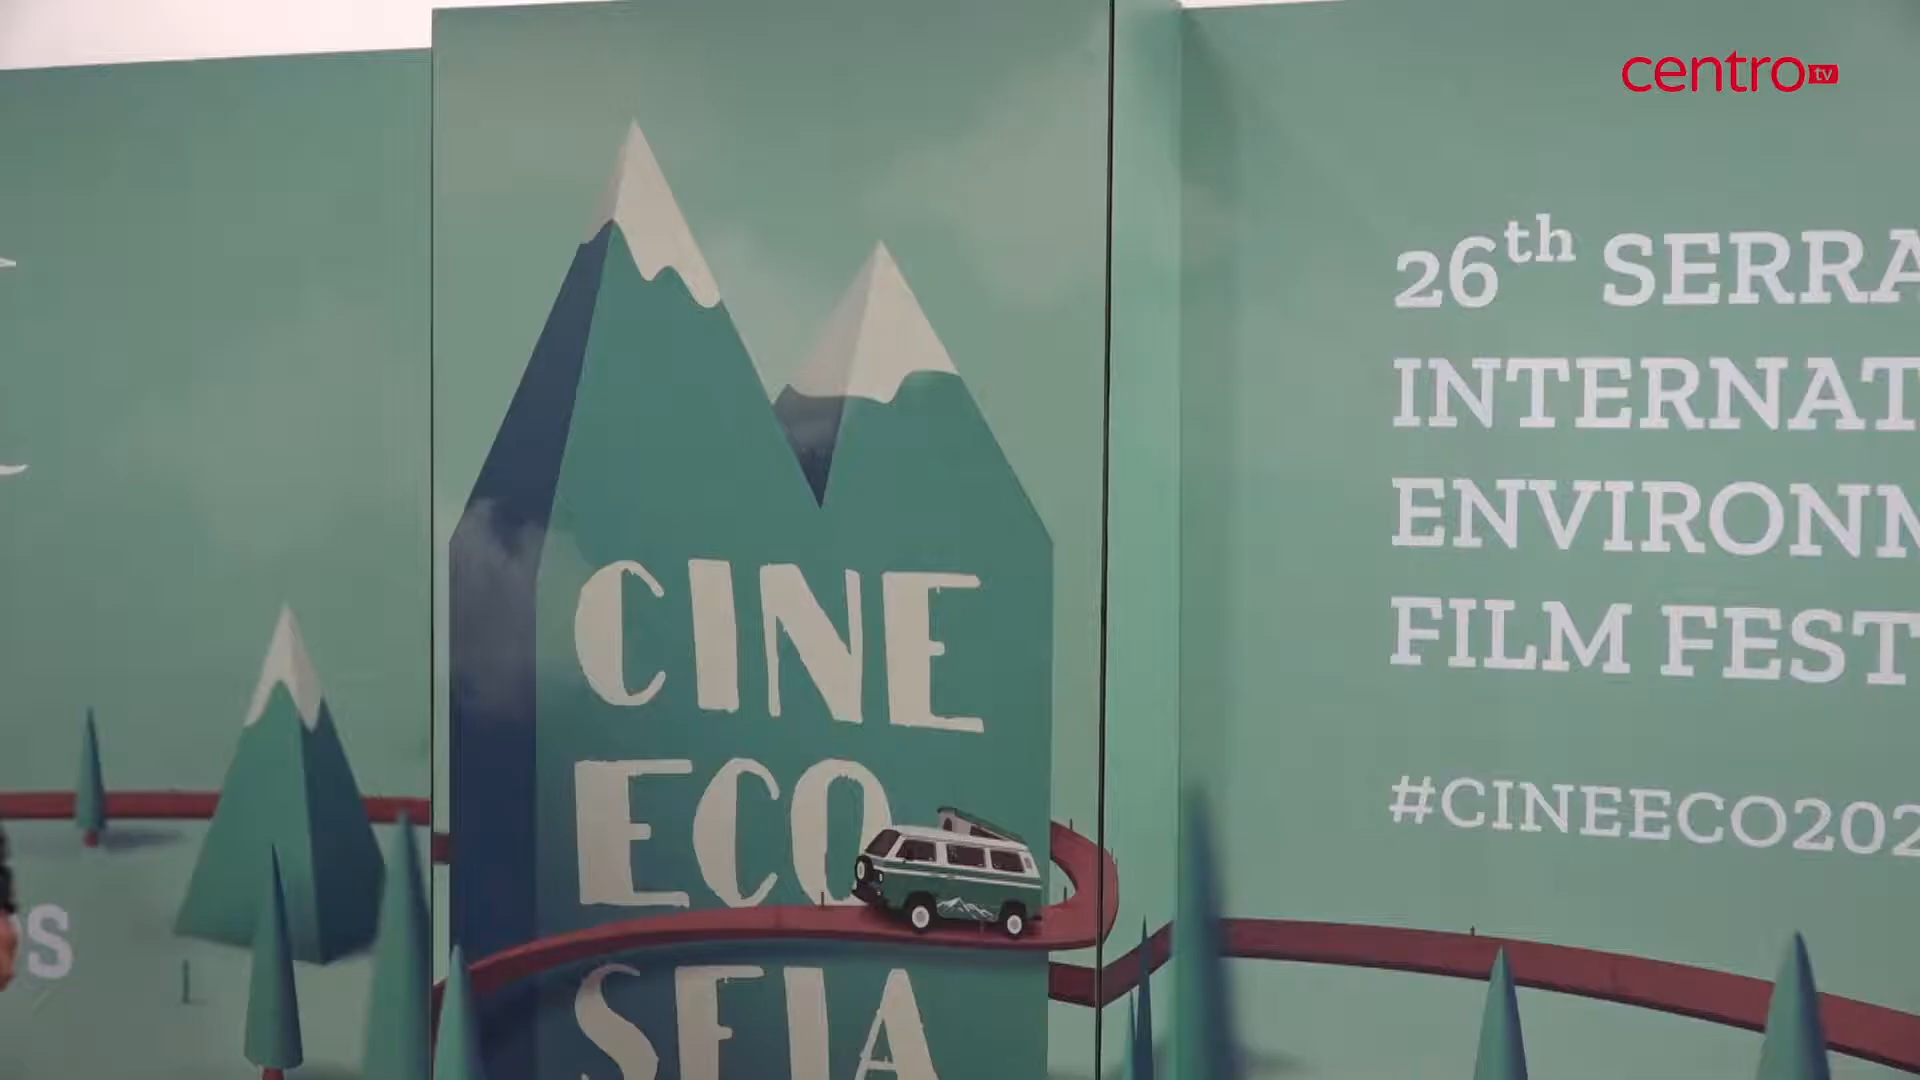 centro tv
CINE
ECO
SEIA
26th SERRA
INTERNAT
ENVIRONM
FILM FEST
#CINEECO202
S